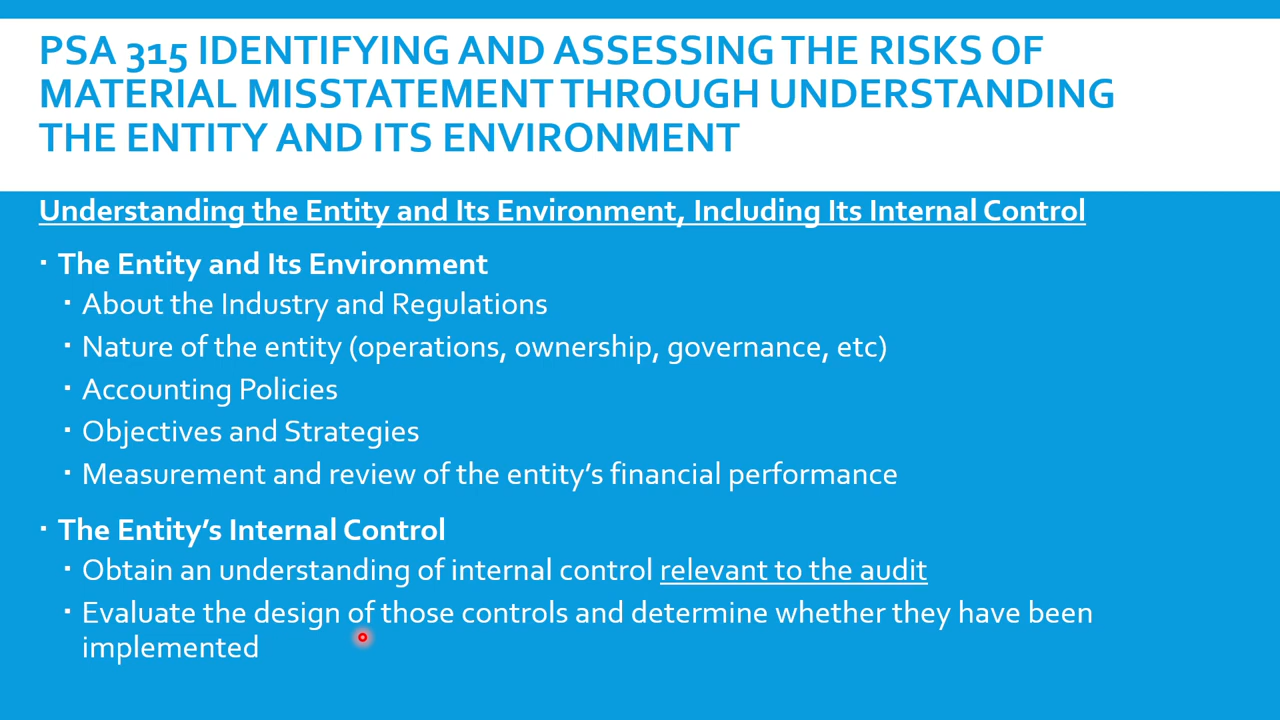 PSA 315 IDENTIFYING AND ASSESSING THE RISKS OF
MATERIAL MISSTATEMENT THROUGH UNDERSTANDING
THE ENTITY AND ITS ENVIRONMENT
Understanding the Entity and Its Environment, Including Its Internal Control
▪ The Entity and Its Environment
▪ About the Industry and Regulations
▪ Nature of the entity (operations, ownership, governance, etc)
▪ Accounting Policies
▪ Objectives and Strategies
▪ Measurement and review of the entity’s financial performance
▪ The Entity’s Internal Control
▪ Obtain an understanding of internal control relevant to the audit
▪ Evaluate the design of those controls and determine whether they have been
implemented